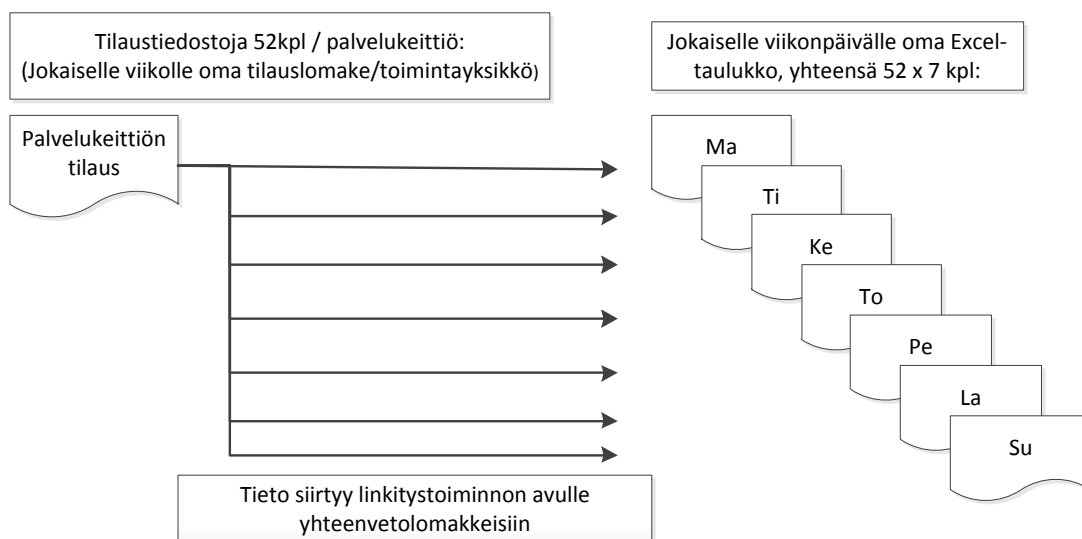 Tilaustiedostoja 52kpl / palvelukeittiö:
(Jokaiselle viikolle oma tilauslomake/toimintayksikkö)
Jokaiselle viikonpäivälle oma Excel-
taulukko, yhteensä 52 x 7 kpl:
Palvelukeittiön
tilaus
Ma
Ti
Ke
To
Pe
La
Su
Tieto siirtyy linkitystoiminnon avulle
yhteenvetolomakkeisiin